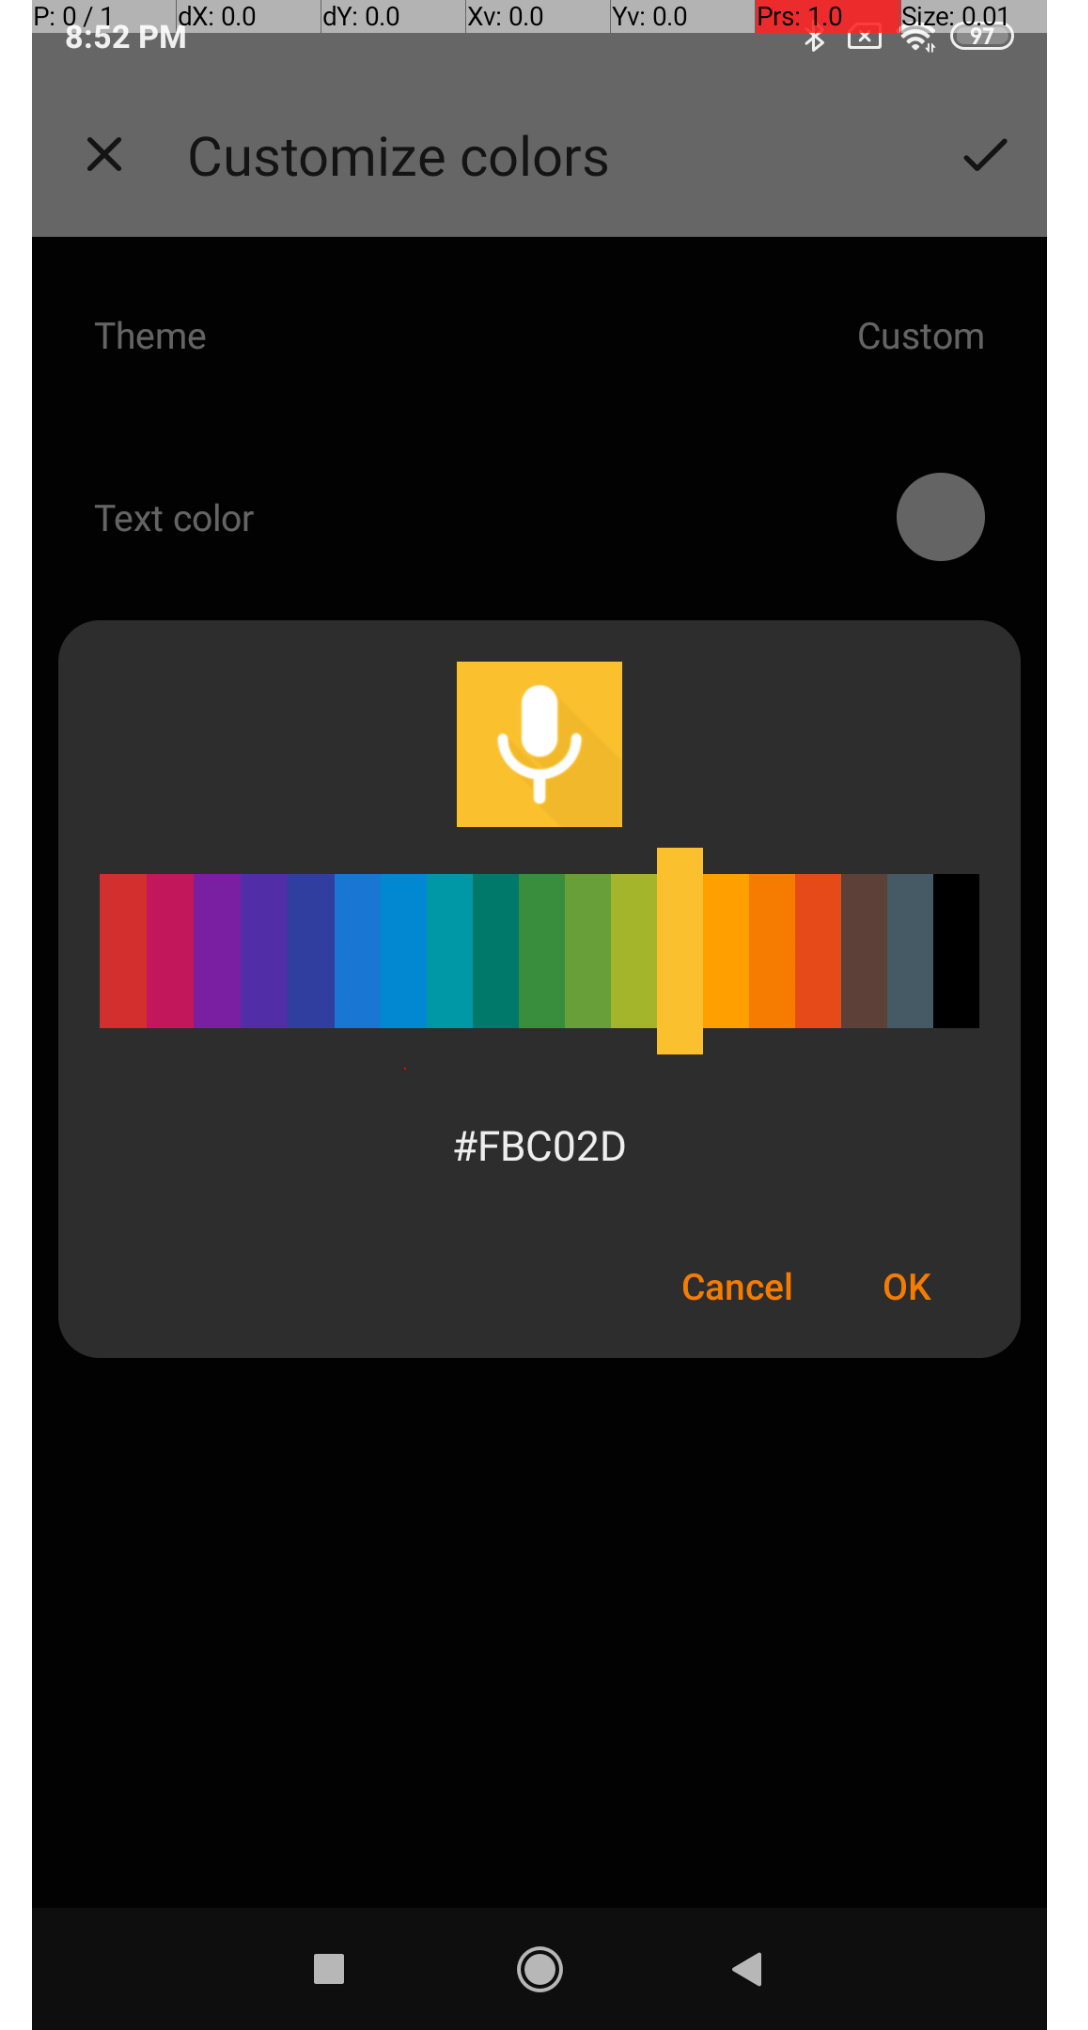 P: 0 / 1 dX: 0.0 dY: 0.0 Xv: 0.0 Yv: 0.0 Prs: 1.0 Size: 0.01
8:52 PM 97
Customize colors
Theme Custom
Text color
#FBC02D
Cancel OK